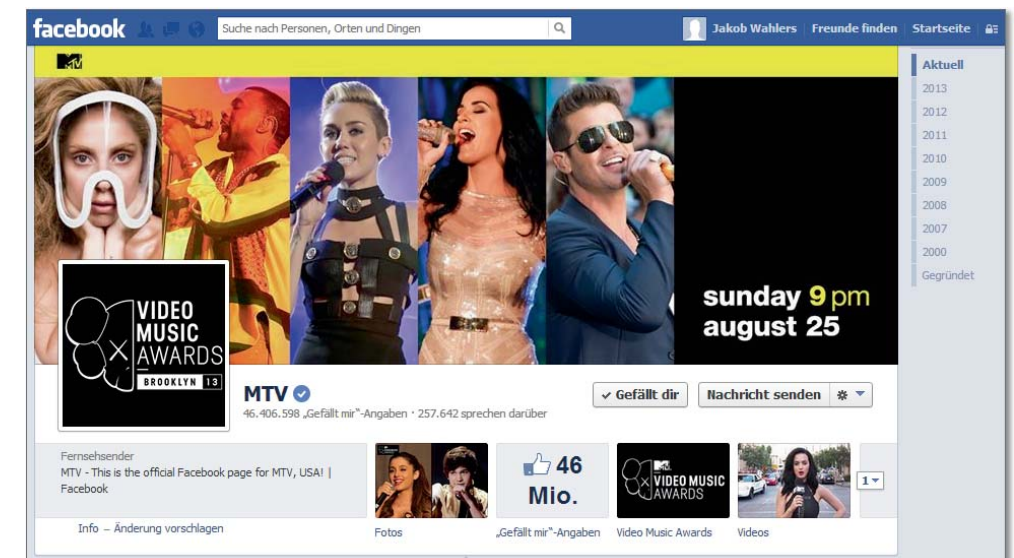 facebook
Suche nach Personen, Orten und Dingen
Jakob Wahlers
Freunde finden
Startseite
MTV
Aktuell
2013
2012
2011
2010
2009
2008
2007
2000
Gegründet
sunday 9 pm
august 25
VIDEO
MUSIC
AWARDS
BROOKLYN 13
MTV
46.406.598 „Gefällt mir“-Angaben · 257.642 sprechen darüber
Gefällt dir
Nachricht senden
Fernsehsender
MTV - This is the official Facebook page for MTV, USA! |
Facebook
Info – Änderung vorschlagen
Fotos
46
Mio.
„Gefällt mir“-Angaben
VIDEO MUSIC
AWARDS
Video Music Awards
Videos
1